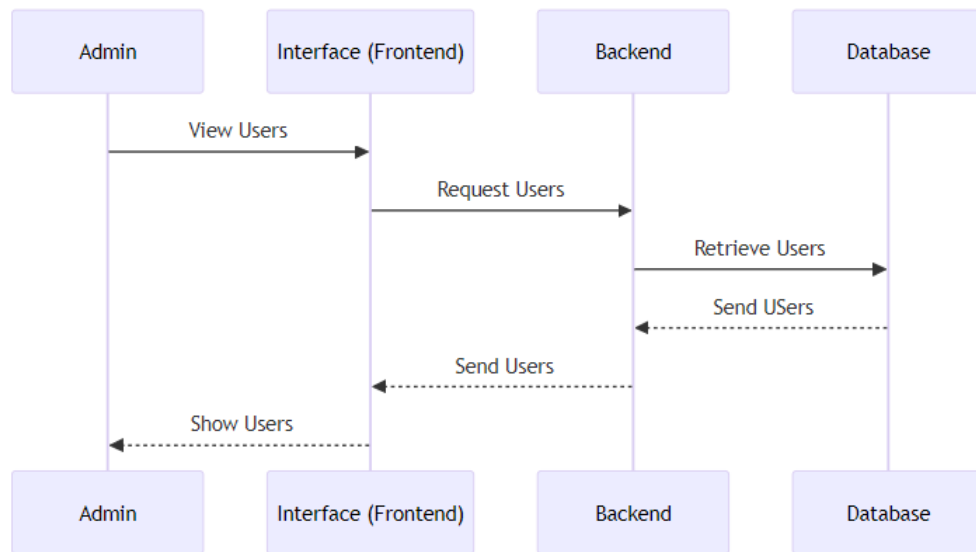 Admin
Interface (Frontend)
Backend
Database
View Users
Request Users
Retrieve Users
Send USers
Send Users
Show Users
Admin
Interface (Frontend)
Backend
Database